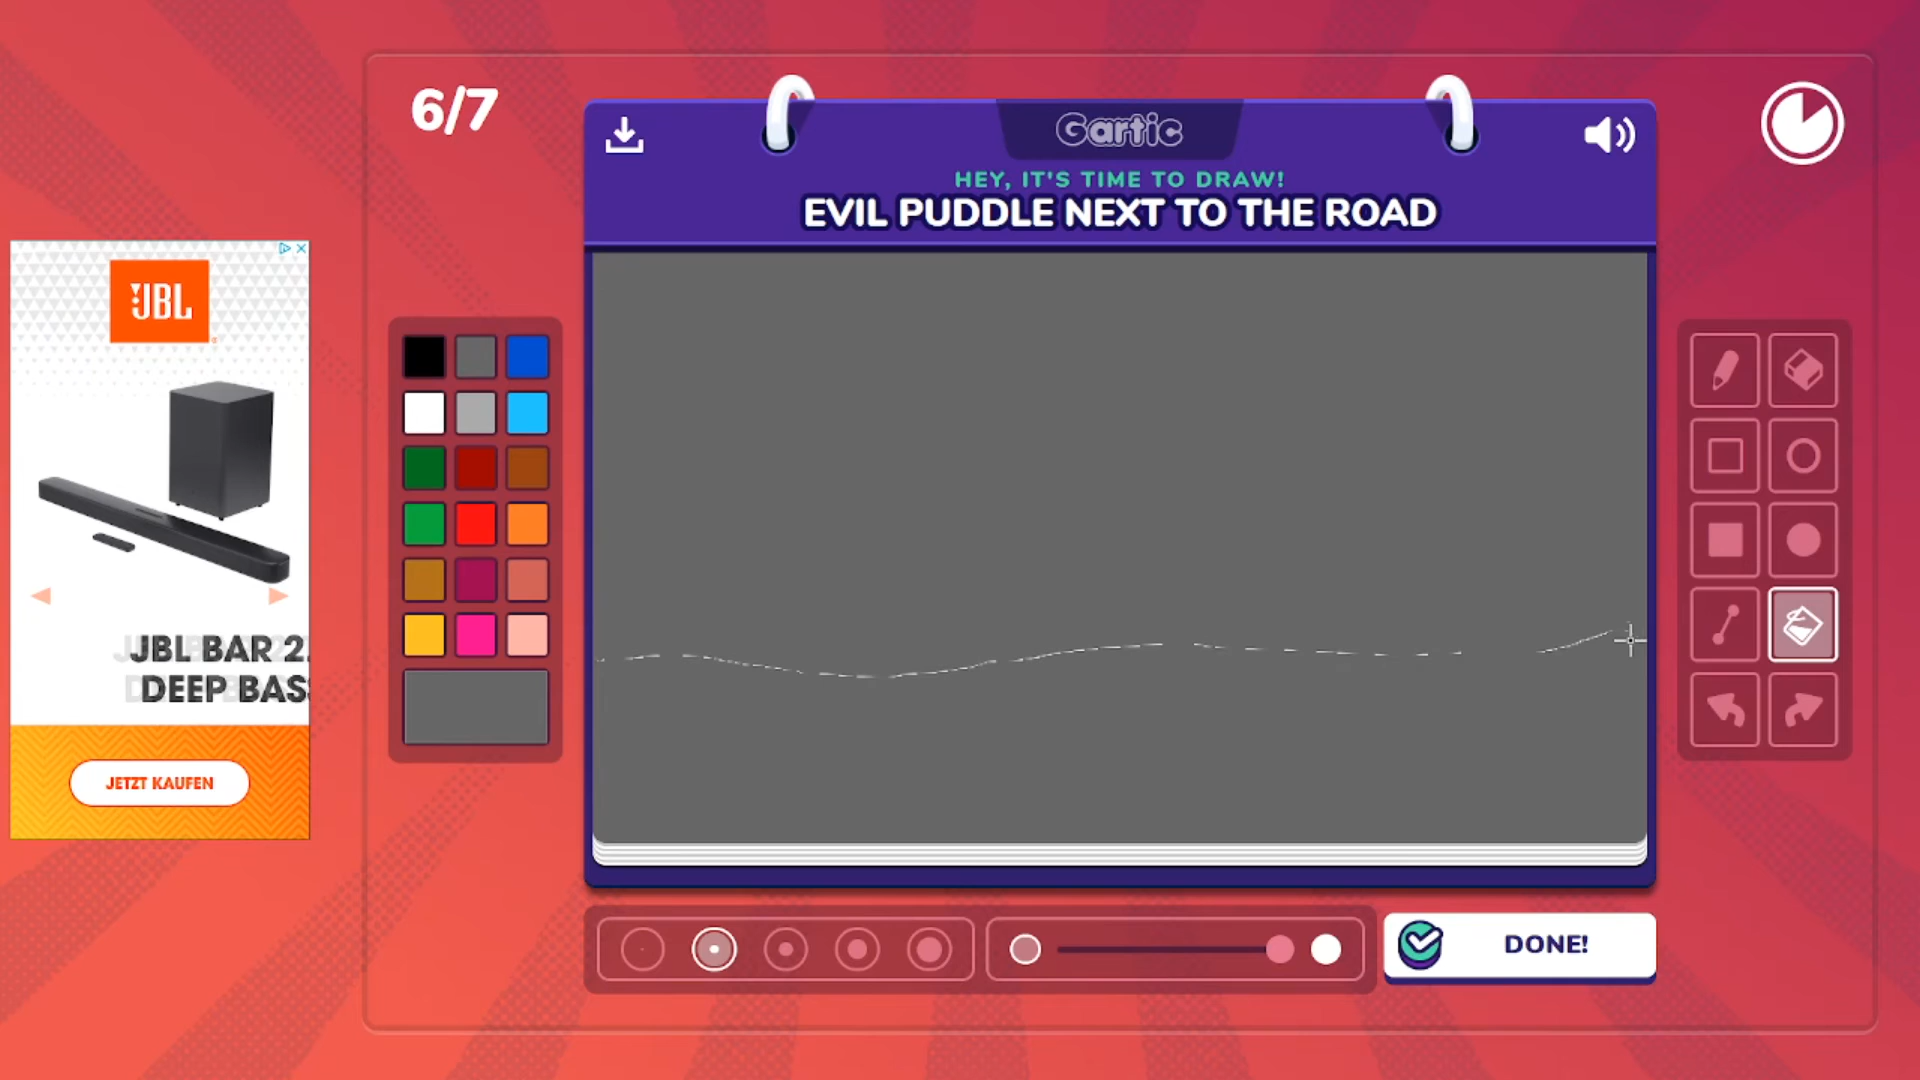 6/7
Gartic
HEY, IT'S TIME TO DRAW!
EVIL PUDDLE NEXT TO THE ROAD
JBL
JBL BAR 2.
DEEP BAS
JETZT KAUFEN
DONE!